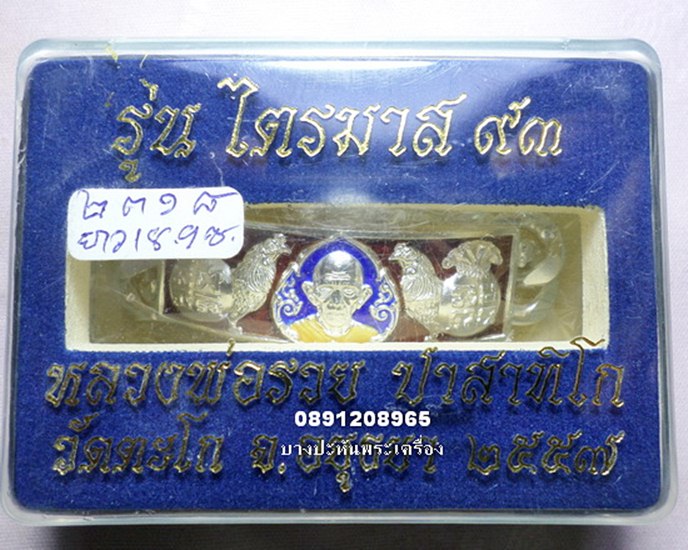 รุ่น ไตรมาส ๙๓
๒๓๑๘
ยาว 18.9 ซ.
หลวงพ่อรวย ปาสาทิโก
0891208965
วัดตะโก จ.อยุธยา ๒๕๕๗
บางปะหันพระเครื่อง